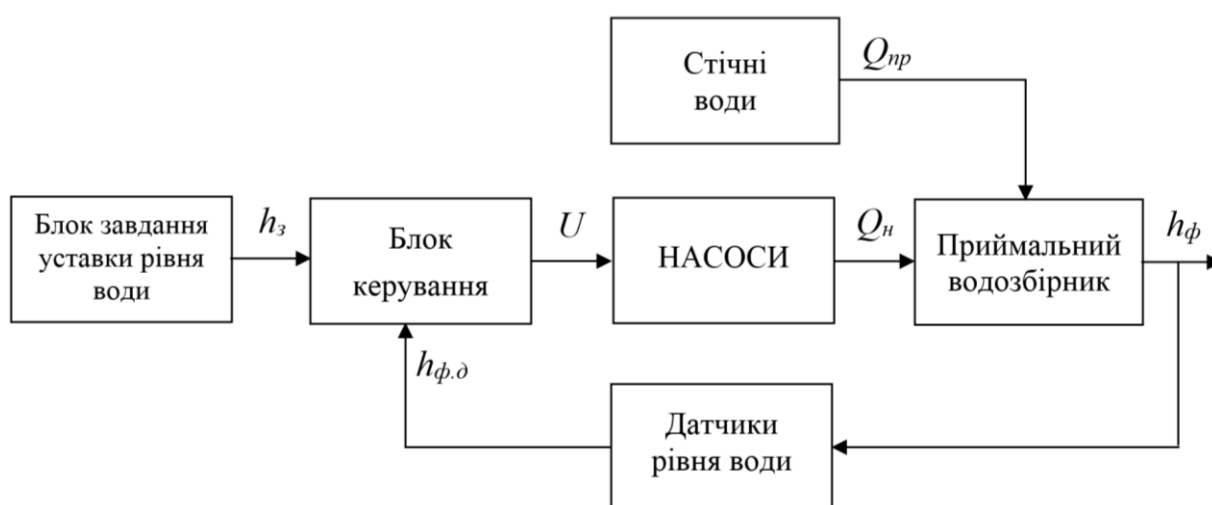 Стічні
води
Qпр
Блок завдання
уставки рівня
води
hз
Блок
керування
U
НАСОСИ
Qн
Приймальний
водозбірник
hф
hф.д
Датчики
рівня води